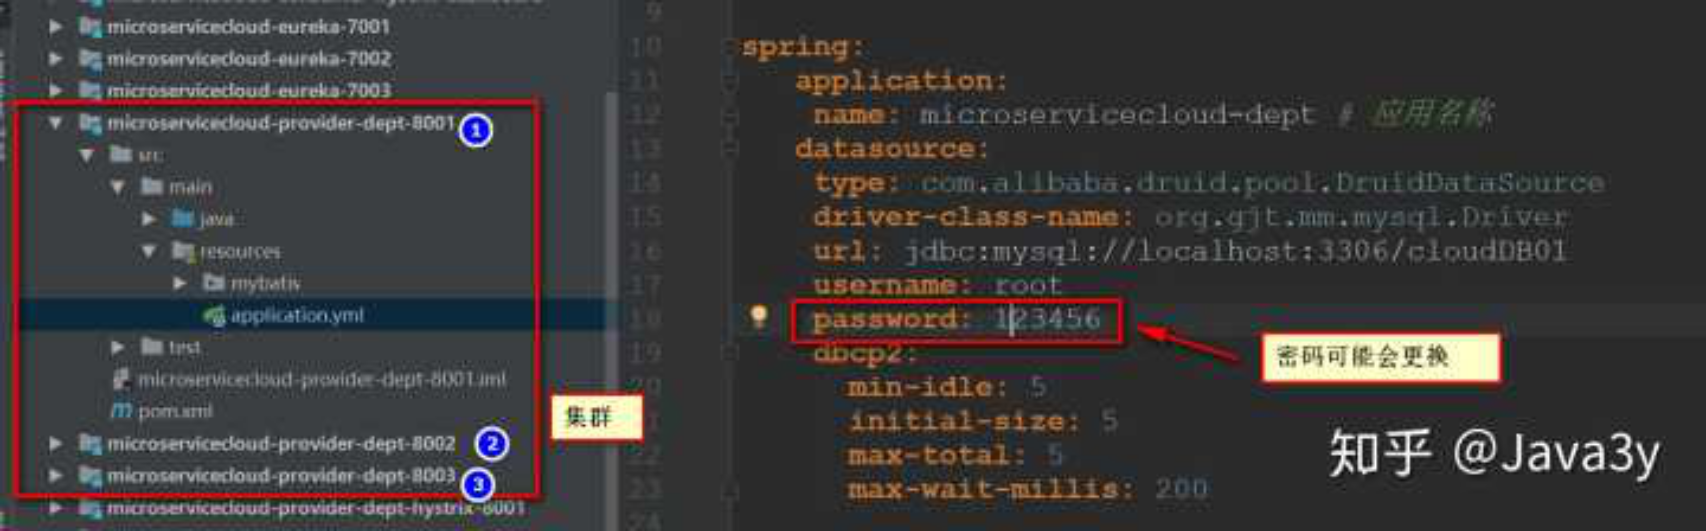 microservicecloud-eureka-7001
microservicecloud-eureka-7002
microservicecloud-eureka-7003
microservicecloud-provider-dept-8001
1
src
main
java
resources
mybatis
application.yml
test
microservicecloud-provider-dept-8001.iml
pom.xml
microservicecloud-provider-dept-8002
2
microservicecloud-provider-dept-8003
3
microservicecloud-provider-dept-hystrix-8001
集群
9
10 spring:
11 application:
12 name: microservicecloud-dept # 应用名称
13 datasource:
14 type: com.alibaba.druid.pool.DruidDataSource
15 driver-class-name: org.gjt.mm.mysql.Driver
16 url: jdbc:mysql://localhost:3306/cloudDB01
17 username: root
18 password: 123456
19 dbcp2:
20 min-idle: 5
21 initial-size: 5
22 max-total: 5
23 max-wait-millis: 200
24
密码可能会更换
知乎 @Java3y